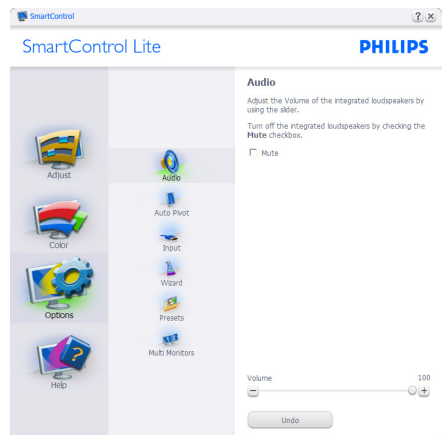 SmartControl
SmartControl Lite
PHILIPS
Adjust
Color
Options
Help
Audio
Auto Pivot
Input
Wizard
Presets
Multi Monitors
Audio
Adjust the Volume of the integrated loudspeakers by
using the slider.
Turn off the integrated loudspeakers by checking the
Mute checkbox.
Mute
Volume 100
Undo